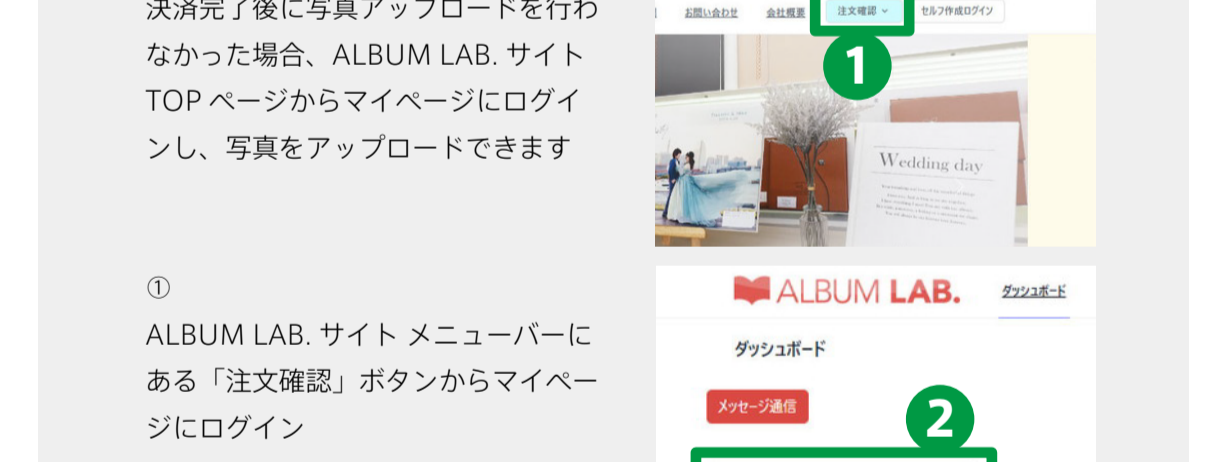 決済完了後に写真アップロードを行わ
なかった場合、ALBUM LAB. サイト
TOP ページからマイページにログイ
ンし、写真をアップロードできます
①
ALBUM LAB. サイト メニューバーに
ある「注文確認」ボタンからマイペー
ジにログイン
お問い合わせ 会社概要 注文確認 セルフ作成ログイン
1
Wedding day
ALBUM LAB. ダッシュボード
ダッシュボード
メッセージ通信
2